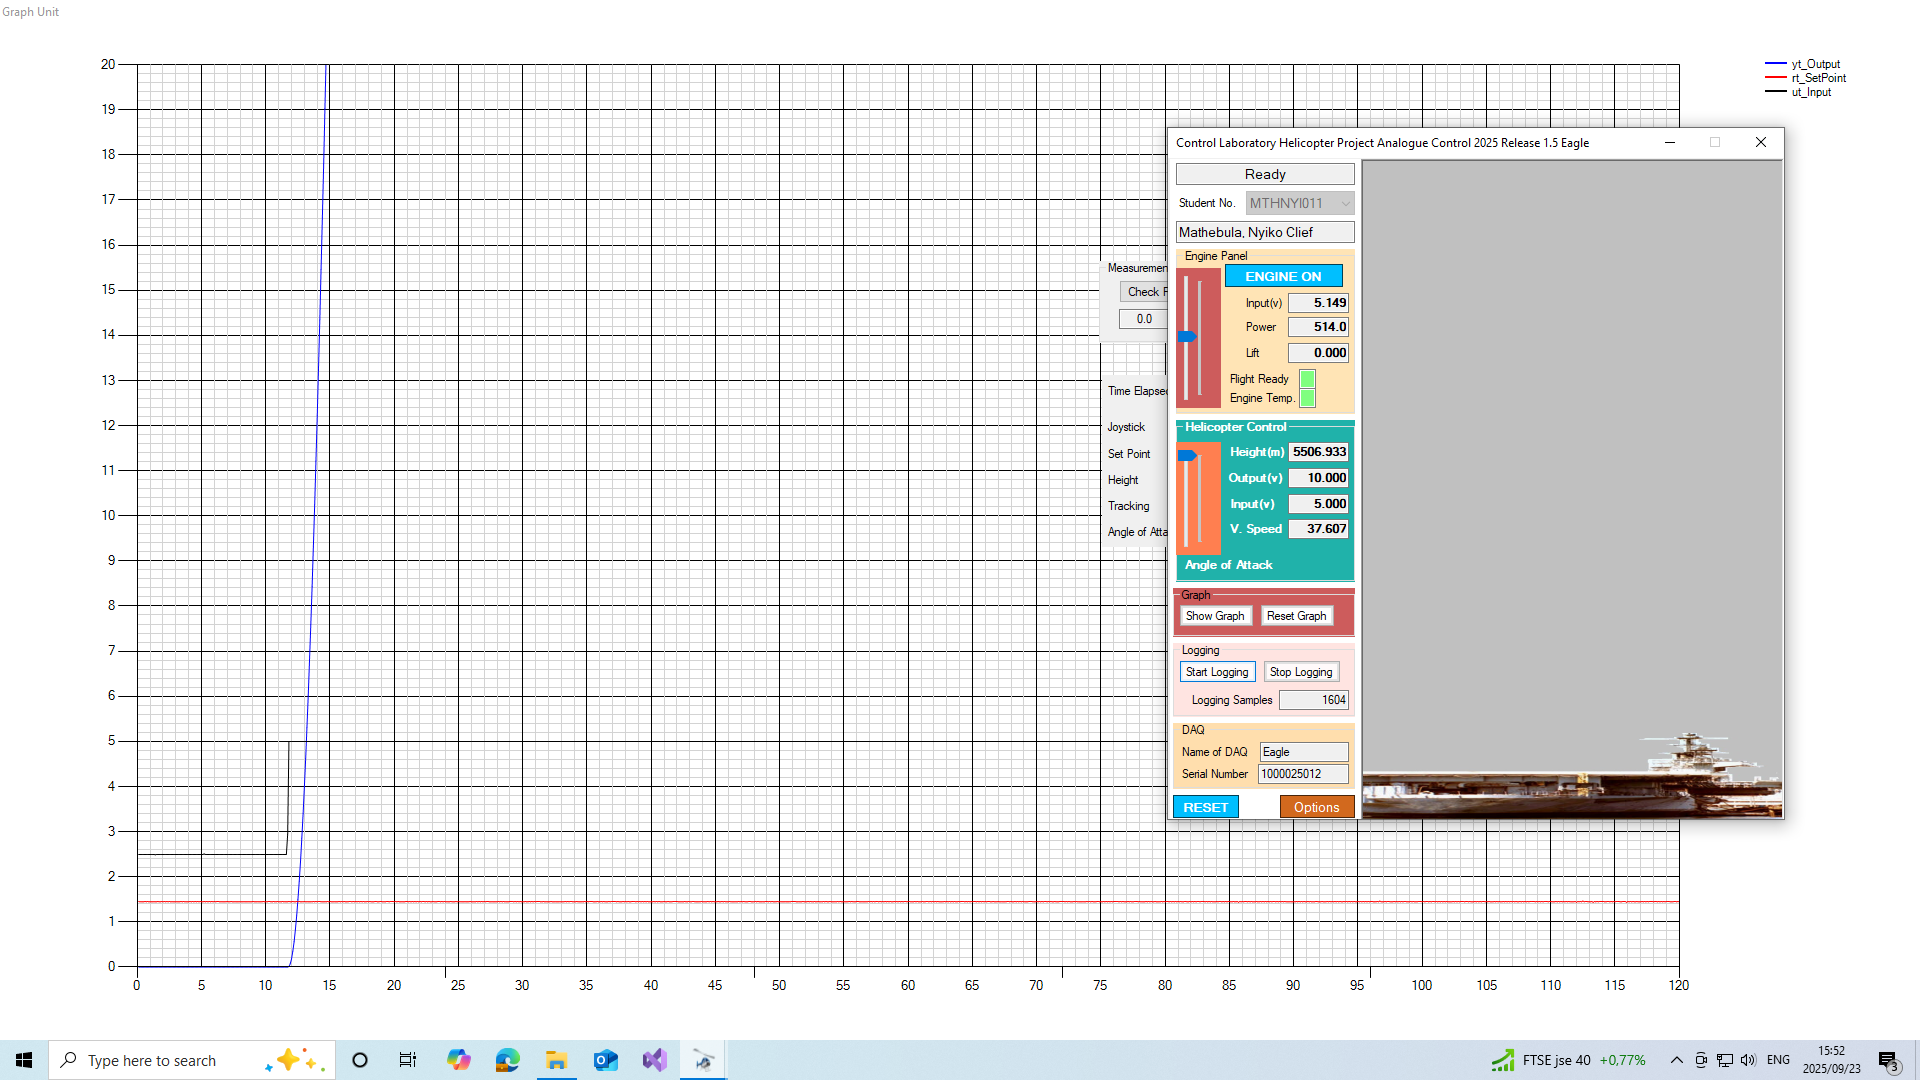 Graph Unit
20
19
18
17
16
15
14
13
12
11
10
9
8
7
6
5
4
3
2
1
0
0 5 10 15 20 25 30 35 40 45 50 55 60 65 70 75 80 85 90 95 100 105 110 115 120
yt_Output
rt_SetPoint
ut_Input
Measuremen
Check F
0.0
Time Elapsed
Joystick
Set Point
Height
Tracking
Angle of Atta
Control Laboratory Helicopter Project Analogue Control 2025 Release 1.5 Eagle
Ready
Student No. MTHNYI011
Mathebula, Nyiko Clief
Engine Panel
ENGINE ON
Input(v) 5.149
Power 514.0
Lift 0.000
Flight Ready
Engine Temp.
Helicopter Control
Height(m) 5506.933
Output(v) 10.000
Input(v) 5.000
V. Speed 37.607
Angle of Attack
Graph
Show Graph Reset Graph
Logging
Start Logging Stop Logging
Logging Samples 1604
DAQ
Name of DAQ Eagle
Serial Number 1000025012
RESET Options
Type here to search
FTSE jse 40 +0,77%
ENG
15:52
2025/09/23
3